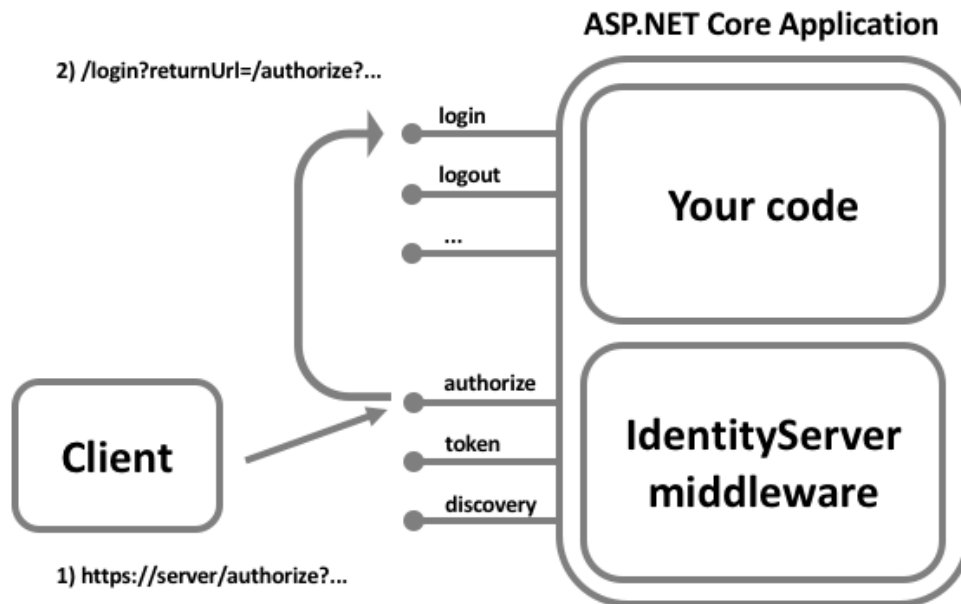 ASP.NET Core Application
2) /login?returnUrl=/authorize?...
login
logout
...
Your code
authorize
token
discovery
IdentityServer
middleware
Client
1) https://server/authorize?...